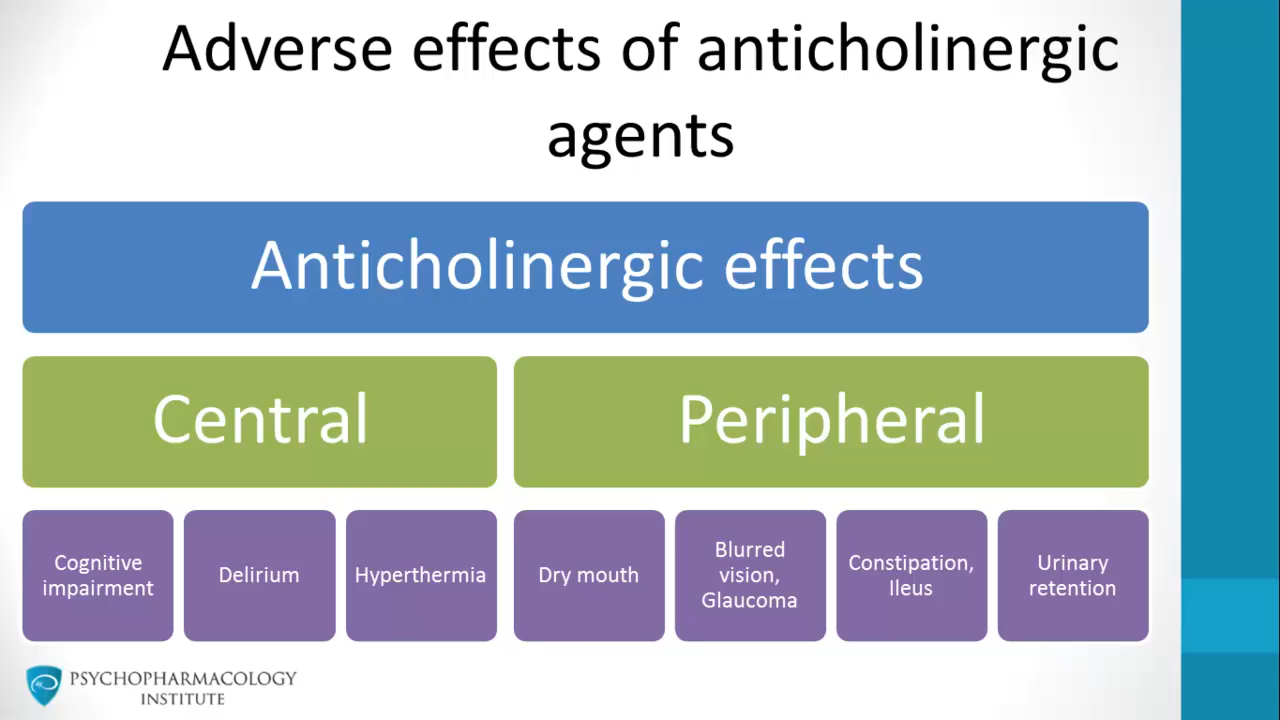 Adverse effects of anticholinergic
agents
Anticholinergic effects
Central
Peripheral
Cognitive
impairment
Delirium
Hyperthermia
Dry mouth
Blurred
vision,
Glaucoma
Constipation,
Ileus
Urinary
retention
PSYCHOPHARMACOLOGY
INSTITUTE